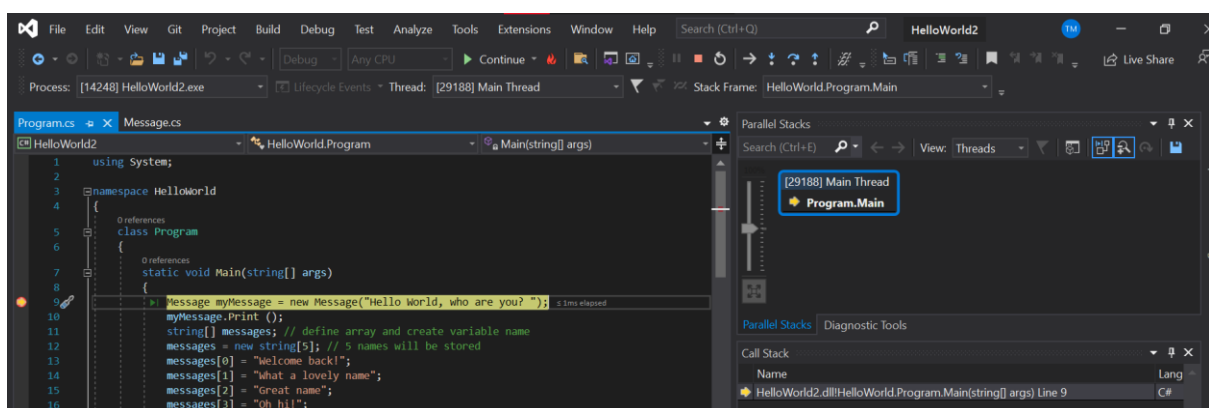 File Edit View Git Project Build Debug Test Analyze Tools Extensions Window Help Search (Ctrl+Q) HelloWorld2 TM
Debug Any CPU Continue Live Share
Process: [14248] HelloWorld2.exe Lifecycle Events Thread: [29188] Main Thread Stack Frame: HelloWorld.Program.Main
Program.cs Message.cs
C# HelloWorld2 HelloWorld.Program Main(string[] args)
1 using System;
2
3 namespace HelloWorld
4 {
0 references
5 class Program
6 {
0 references
7 static void Main(string[] args)
8 {
9 Message myMessage = new Message("Hello World, who are you? "); ≤ 1ms elapsed
10 myMessage.Print ();
11 string[] messages; // define array and create variable name
12 messages = new string[5]; // 5 names will be stored
13 messages[0] = "Welcome back!";
14 messages[1] = "What a lovely name";
15 messages[2] = "Great name";
16 messages[3] = "Oh hi!";
Parallel Stacks
Search (Ctrl+E) View: Threads
[29188] Main Thread
Program.Main
Parallel Stacks Diagnostic Tools
Call Stack
Name Lang
HelloWorld2.dll!HelloWorld.Program.Main(string[] args) Line 9 C#